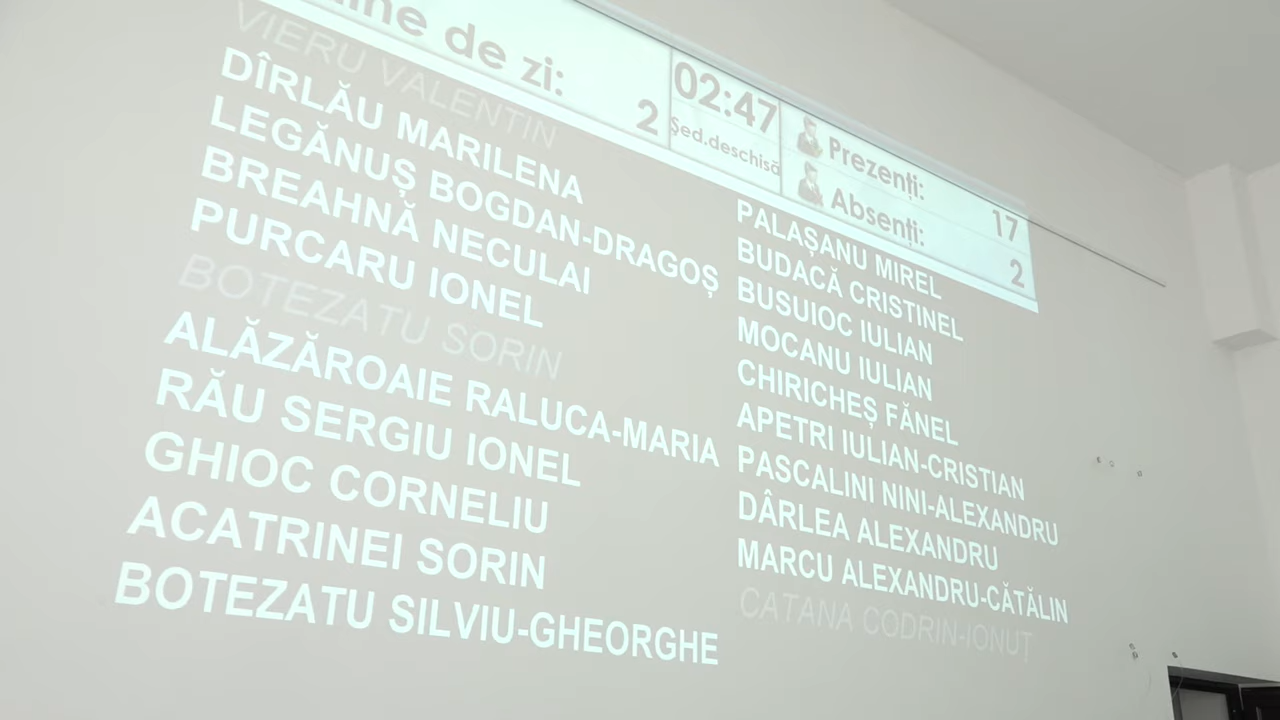 ine de zi:
2
02:47
Şed.deschisă
Prezenţi:
17
Absenţi:
2
VIERU VALENTIN
DÎRLĂU MARILENA
LEGĂNUŞ BOGDAN-DRAGOŞ
BREAHNĂ NECULAI
PURCARU IONEL
BOTEZATU SORIN
ALĂZĂROAIE RALUCA-MARIA
RĂU SERGIU IONEL
GHIOC CORNELIU
ACATRINEI SORIN
BOTEZATU SILVIU-GHEORGHE
PALAŞANU MIREL
BUDACĂ CRISTINEL
BUSUIOC IULIAN
MOCANU IULIAN
CHIRICHEŞ FĂNEL
APETRI IULIAN-CRISTIAN
PASCALINI NINI-ALEXANDRU
DÂRLEA ALEXANDRU
MARCU ALEXANDRU-CĂTĂLIN
CATANA CODRIN-IONUŢ